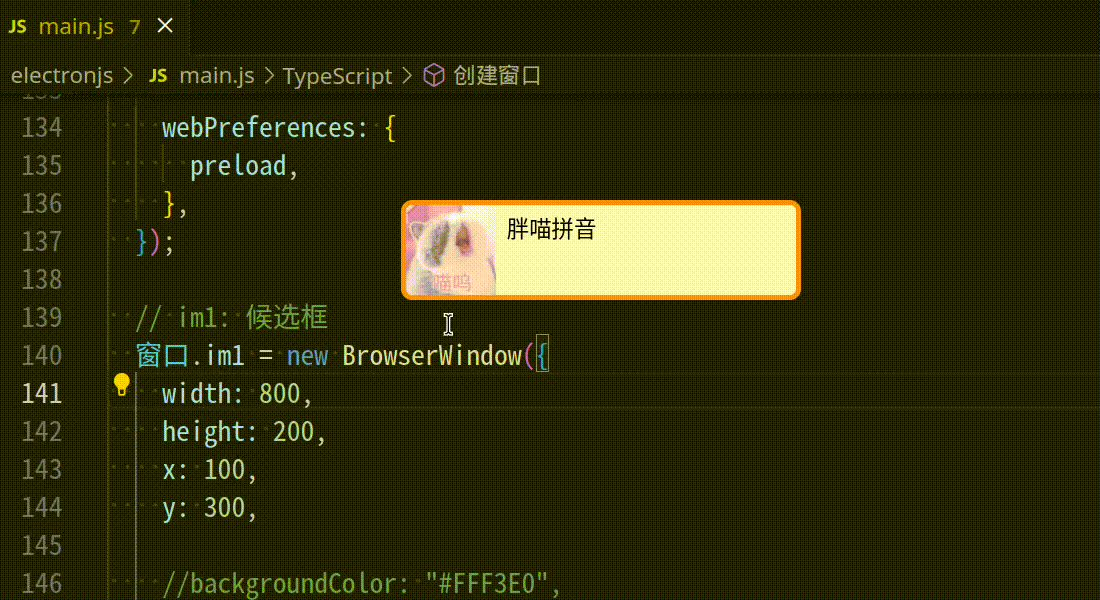 JS main.js 7
electronjs > JS main.js > TypeScript > 创建窗口
134 webPreferences: {
135 preload,
136 },
137 });
138
139 // im1: 候选框
140 窗口.im1 = new BrowserWindow({
141 width: 800,
142 height: 200,
143 x: 100,
144 y: 300,
145
146 //backgroundColor: "#FFF3E0",
胖喵拼音
喵呜